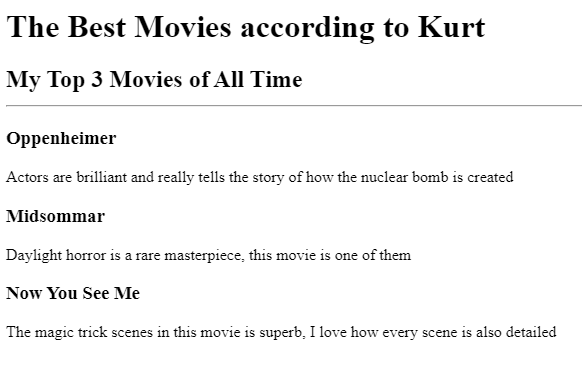 The Best Movies according to Kurt
My Top 3 Movies of All Time
Oppenheimer
Actors are brilliant and really tells the story of how the nuclear bomb is created
Midsommar
Daylight horror is a rare masterpiece, this movie is one of them
Now You See Me
The magic trick scenes in this movie is superb, I love how every scene is also detailed